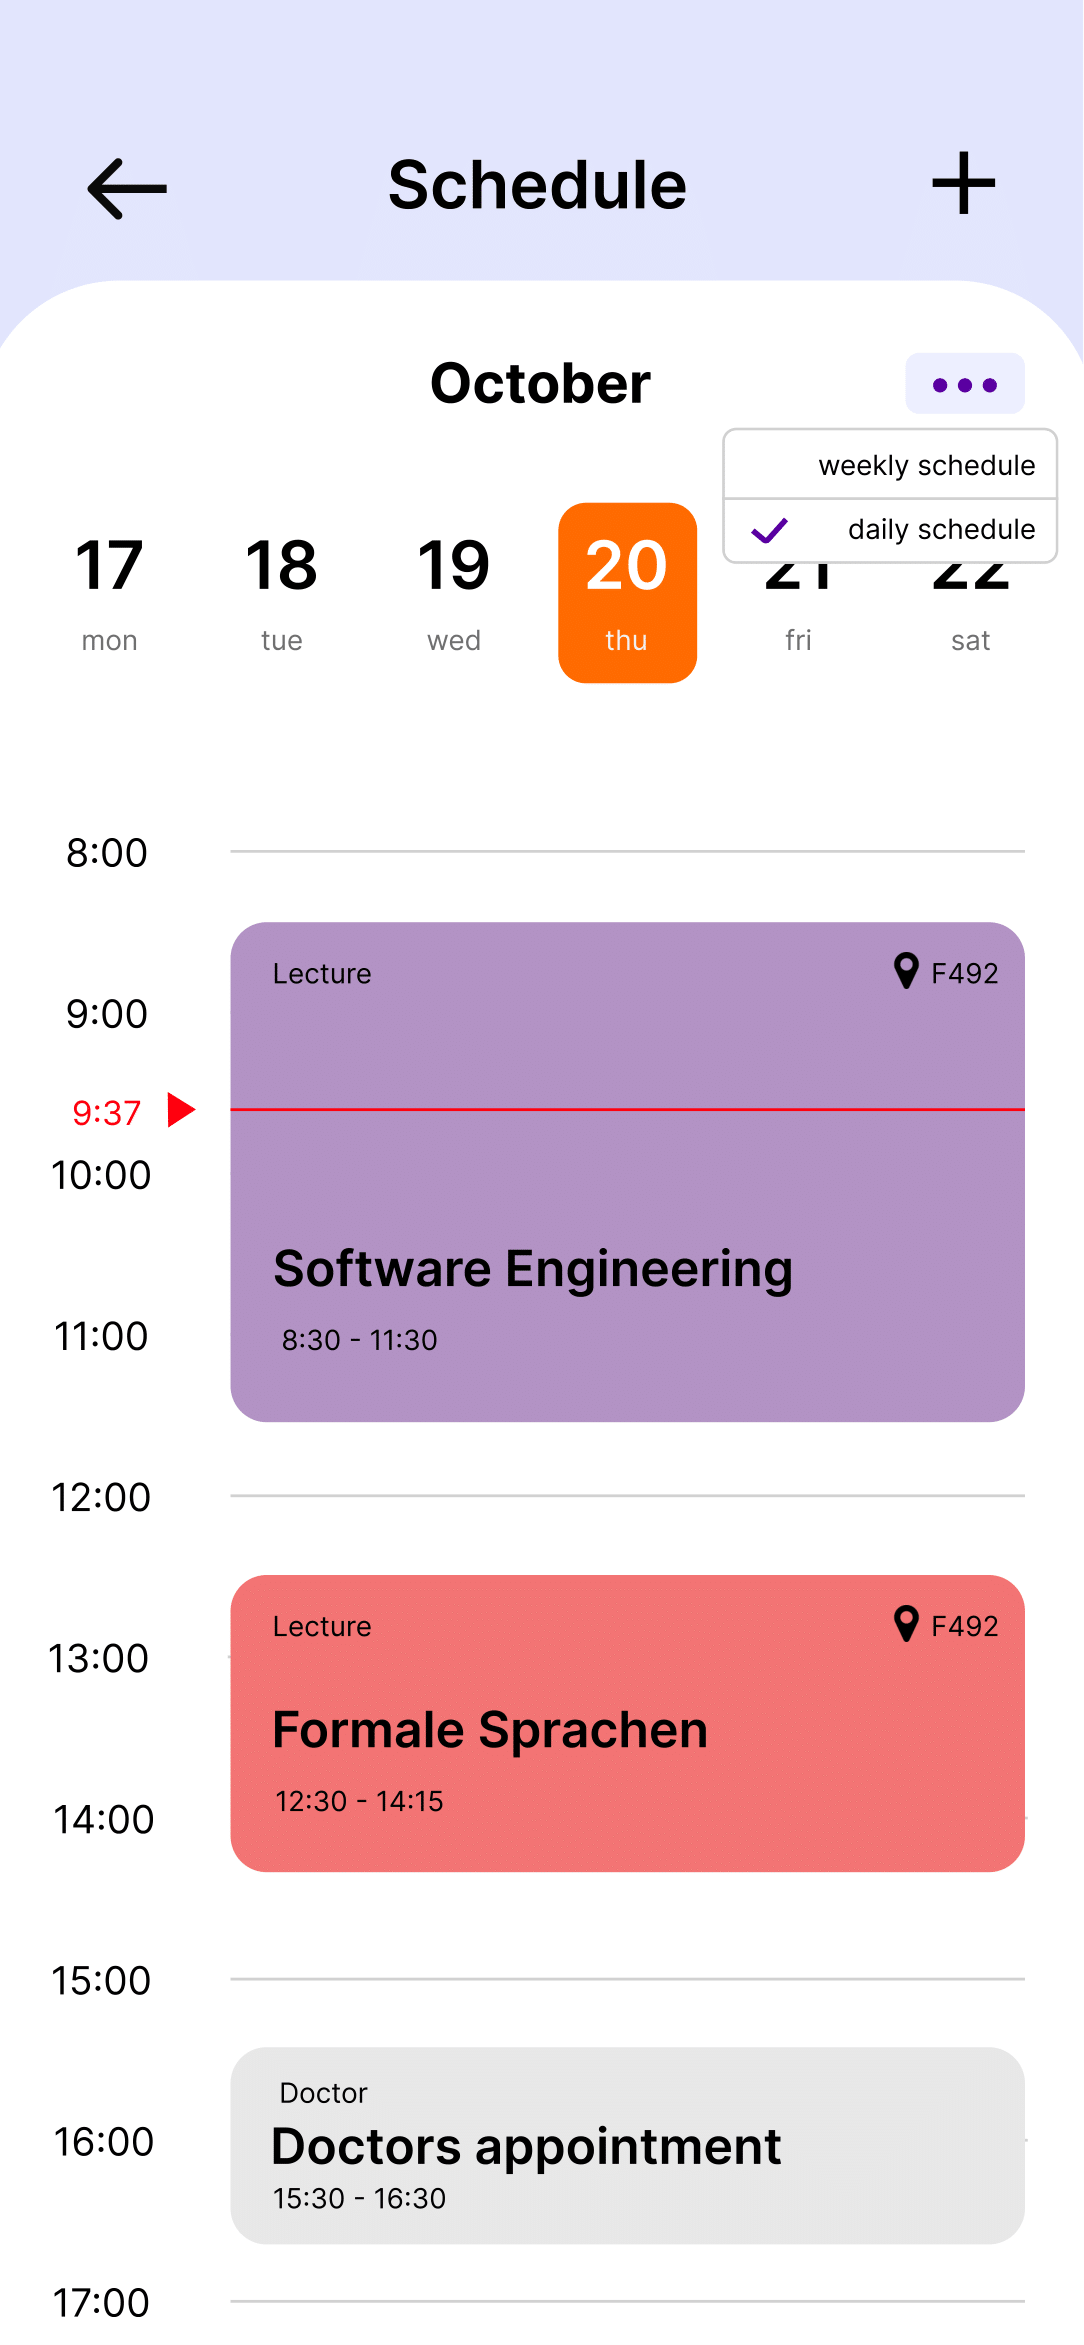 Schedule
October
weekly schedule
daily schedule
17 18 19 20 21 22
mon tue wed thu fri sat
8:00
Lecture F492
9:00
9:37
10:00
Software Engineering
11:00
8:30 - 11:30
12:00
Lecture F492
13:00
Formale Sprachen
12:30 - 14:15
14:00
15:00
Doctor
16:00
Doctors appointment
15:30 - 16:30
17:00